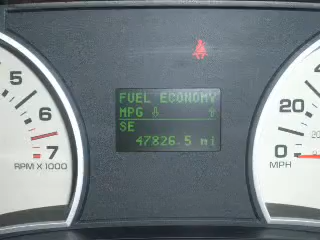 FUEL ECONOMY
MPG
SE
47826.5 mi
5
6
7
RPM X 1000
20
0
MPH